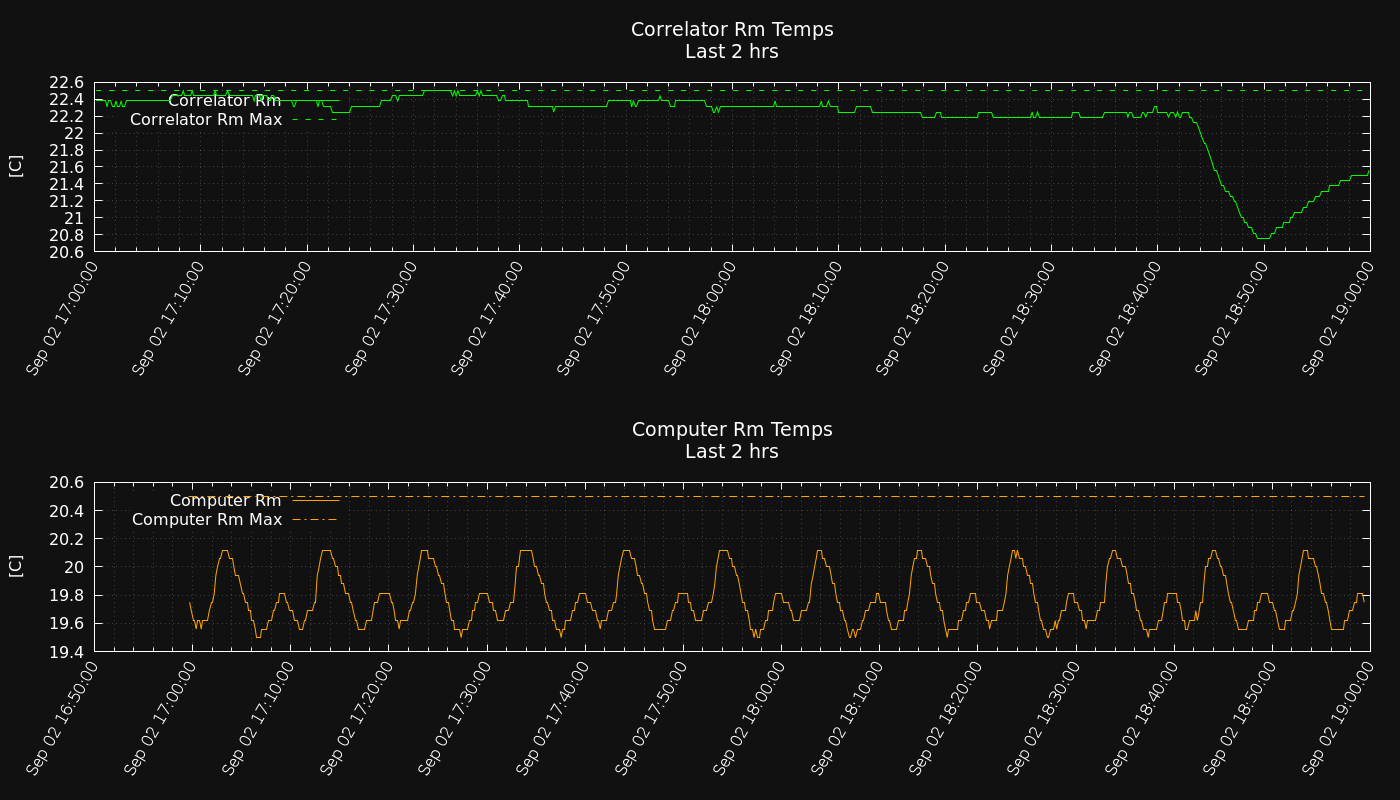 Correlator Rm Temps
Last 2 hrs
22.6
22.4
22.2
22
21.8
21.6
21.4
21.2
21
20.8
20.6
[C]
Correlator Rm
Correlator Rm Max
Sep 02 17:00:00
Sep 02 17:10:00
Sep 02 17:20:00
Sep 02 17:30:00
Sep 02 17:40:00
Sep 02 17:50:00
Sep 02 18:00:00
Sep 02 18:10:00
Sep 02 18:20:00
Sep 02 18:30:00
Sep 02 18:40:00
Sep 02 18:50:00
Sep 02 19:00:00
Computer Rm Temps
Last 2 hrs
20.6
20.4
20.2
20
19.8
19.6
19.4
[C]
Computer Rm
Computer Rm Max
Sep 02 16:50:00
Sep 02 17:00:00
Sep 02 17:10:00
Sep 02 17:20:00
Sep 02 17:30:00
Sep 02 17:40:00
Sep 02 17:50:00
Sep 02 18:00:00
Sep 02 18:10:00
Sep 02 18:20:00
Sep 02 18:30:00
Sep 02 18:40:00
Sep 02 18:50:00
Sep 02 19:00:00